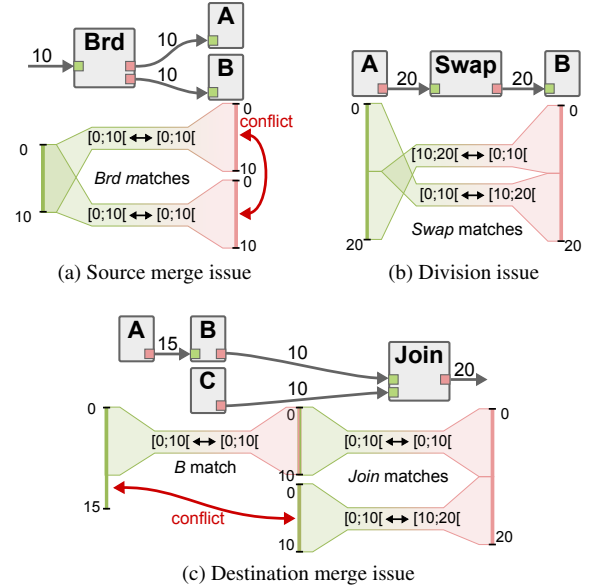 A
10
Brd
10
10
B
0
conflict
0
[0;10[ ↔ [0;10[
Brd matches
10
0
10
[0;10[ ↔ [0;10[
10
(a) Source merge issue
A
20
Swap
20
B
0
0
[10;20[ ↔ [0;10[
[0;10[ ↔ [10;20[
Swap matches
20
20
(b) Division issue
A
15
B
10
Join
20
C
10
0
0
0
[0;10[ ↔ [0;10[
[0;10[ ↔ [0;10[
B match
10
Join matches
0
15
conflict
[0;10[ ↔ [10;20[
10
20
(c) Destination merge issue